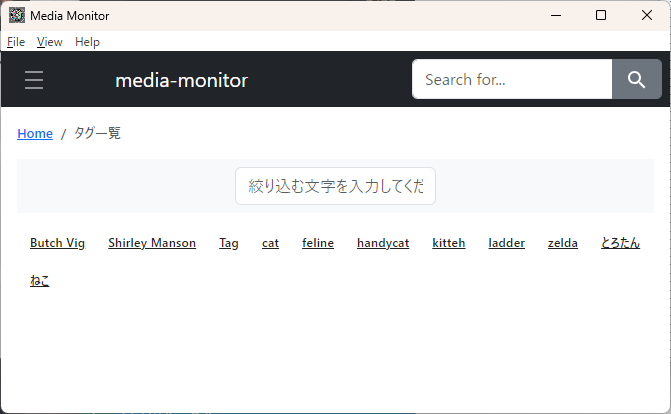 Media Monitor
File View Help
media-monitor Search for...
Home / タグ一覧
絞り込む文字を入力してくだ
Butch Vig Shirley Manson Tag cat feline handycat kitteh ladder zelda とろたん
ねこ